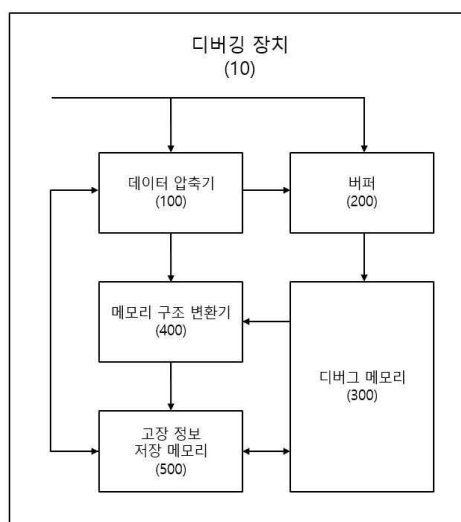 디버깅 장치
(10)
데이터 압축기
(100)
버퍼
(200)
메모리 구조 변환기
(400)
디버그 메모리
(300)
고장 정보
저장 메모리
(500)